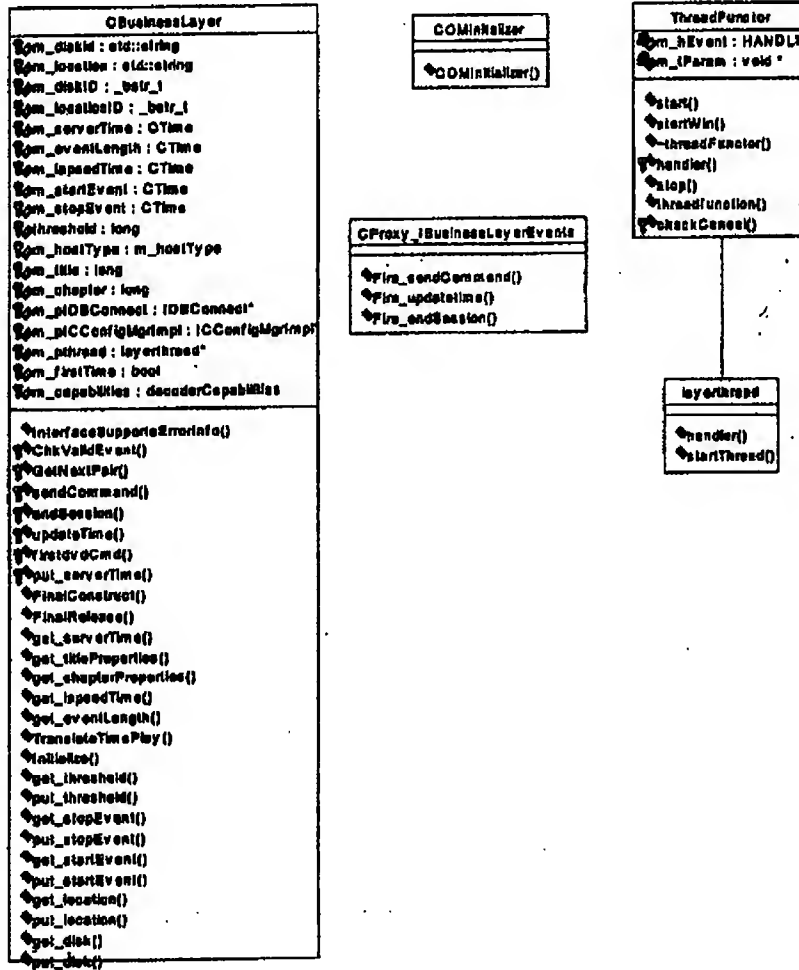 CBusinessLayer
m_diskId : std::string
m_location : std::string
m_diskID : _bstr_t
m_locationID : _bstr_t
m_serverTime : CTime
m_eventLength : CTime
m_lapsedTime : CTime
m_startEvent : CTime
m_stopEvent : CTime
threshold : long
m_hostType : m_hostType
m_title : long
m_chapter : long
m_pIDBConnect : IDBConnect*
m_pICConfigMgrImpl : ICConfigMgrImpl*
m_pthread : layerthread*
m_firstTime : bool
m_capabilities : decoderCapabilities
InterfaceSupportsErrorInfo()
ChkValidEvent()
GetNextPair()
sendCommand()
endSession()
updateTime()
firstdvdCmd()
put_serverTime()
FinalConstruct()
FinalRelease()
get_serverTime()
get_titleProperties()
get_chapterProperties()
get_lapsedTime()
get_eventLength()
TranslateTimePlay()
Initialize()
get_threshold()
put_threshold()
get_stopEvent()
put_stopEvent()
get_startEvent()
put_startEvent()
get_location()
put_location()
get_disk()
put_disk()
COMInitializer
COMInitializer()
CProxy_IBusinessLayerEvents
Fire_sendCommand()
Fire_updatetime()
Fire_endSession()
ThreadFunctor
m_hEvent : HANDLE
m_tParam : void *
start()
startWin()
~threadFunctor()
handler()
stop()
threadfunction()
checkCancel()
layerthread
handler()
startThread()